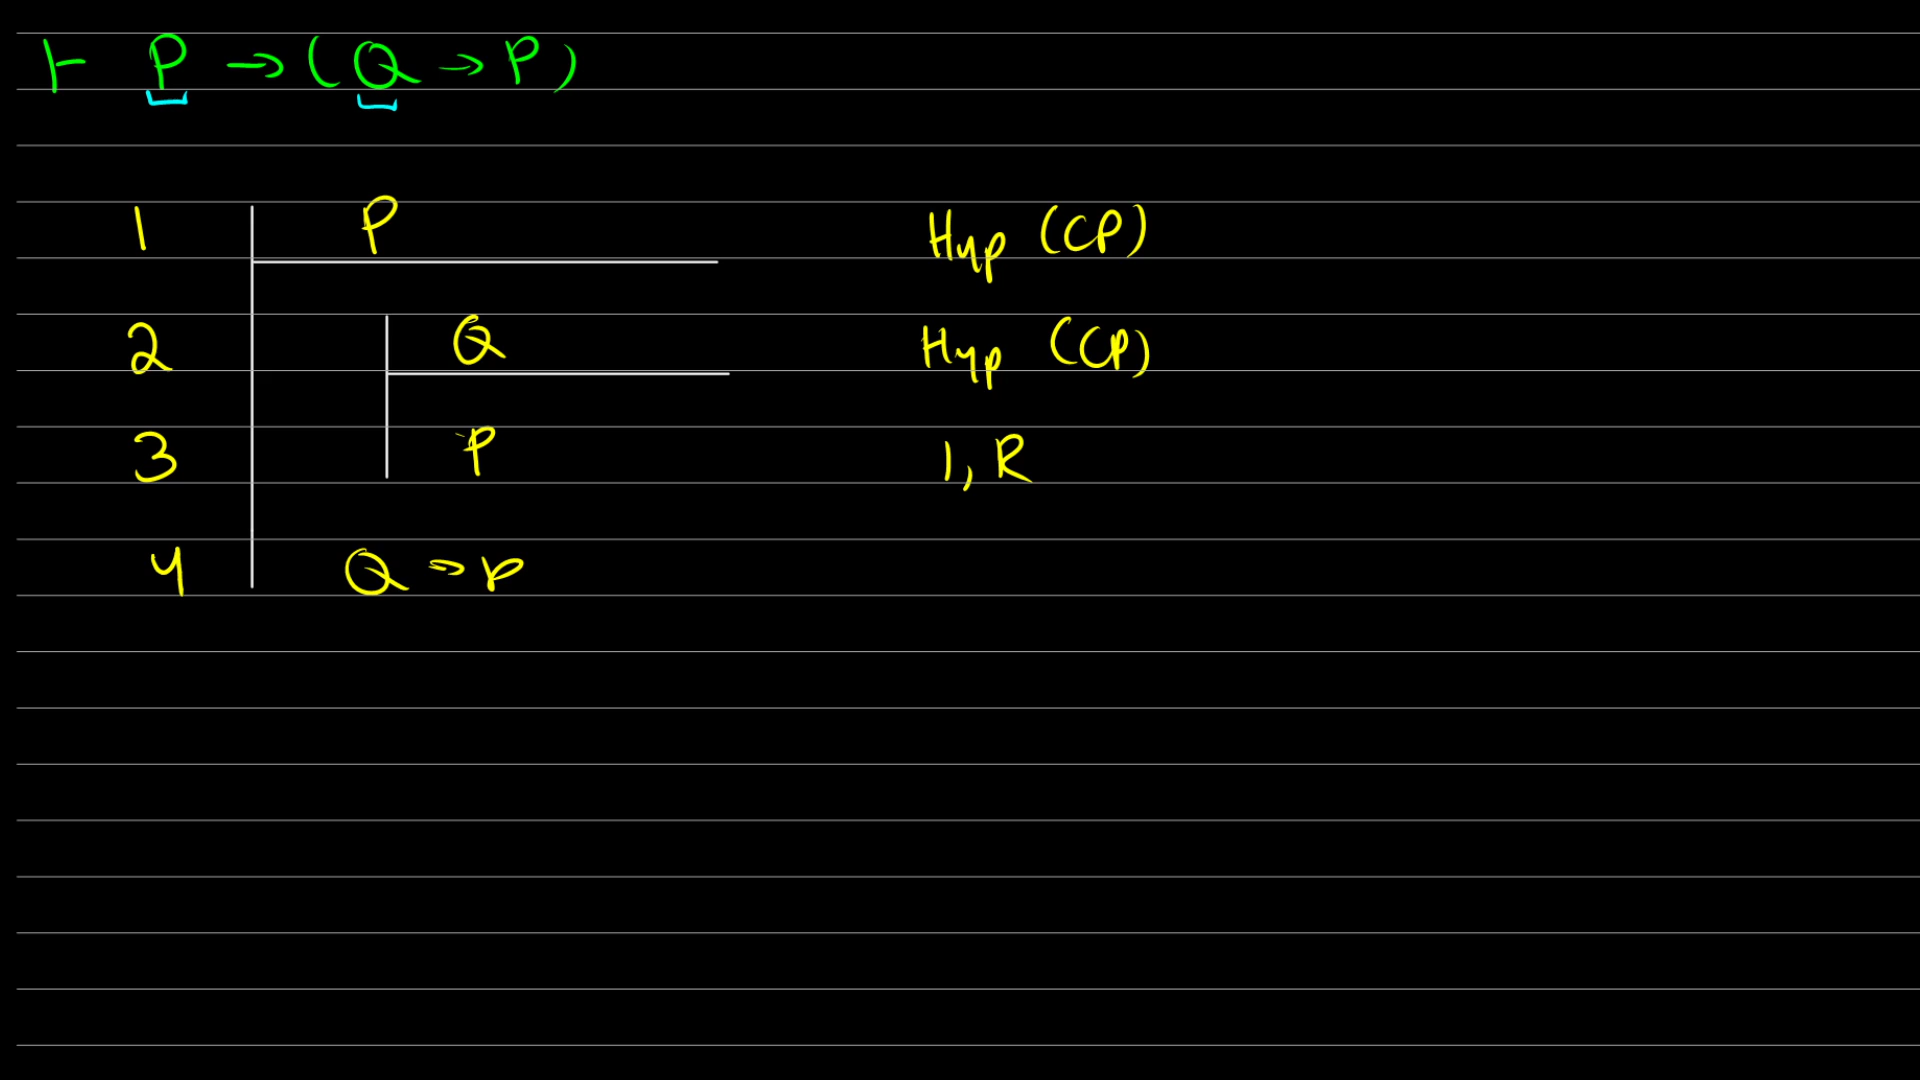 ⊢ P → (Q → P)
1 P Hyp (CP)
2 Q Hyp (CP)
3 P 1, R
4 Q → P